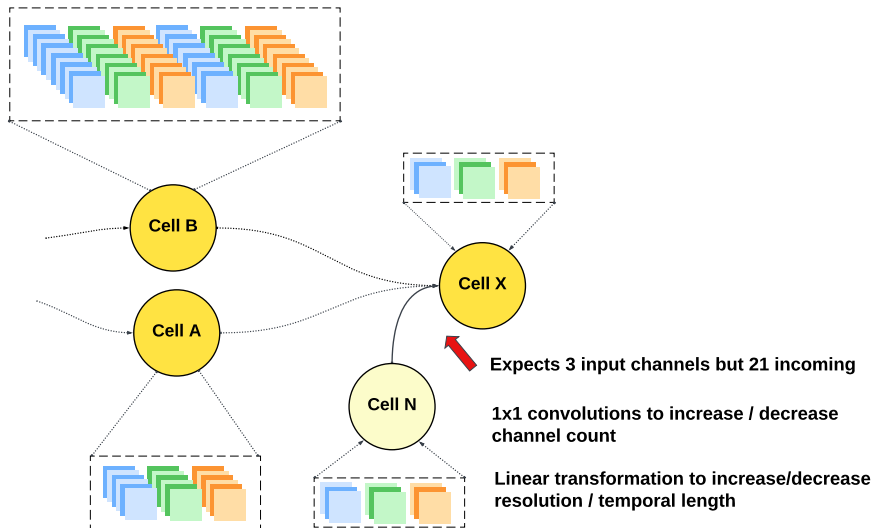 Cell B
Cell X
Cell A
Expects 3 input channels but 21 incoming
Cell N
1x1 convolutions to increase / decrease
channel count
Linear transformation to increase/decrease
resolution / temporal length